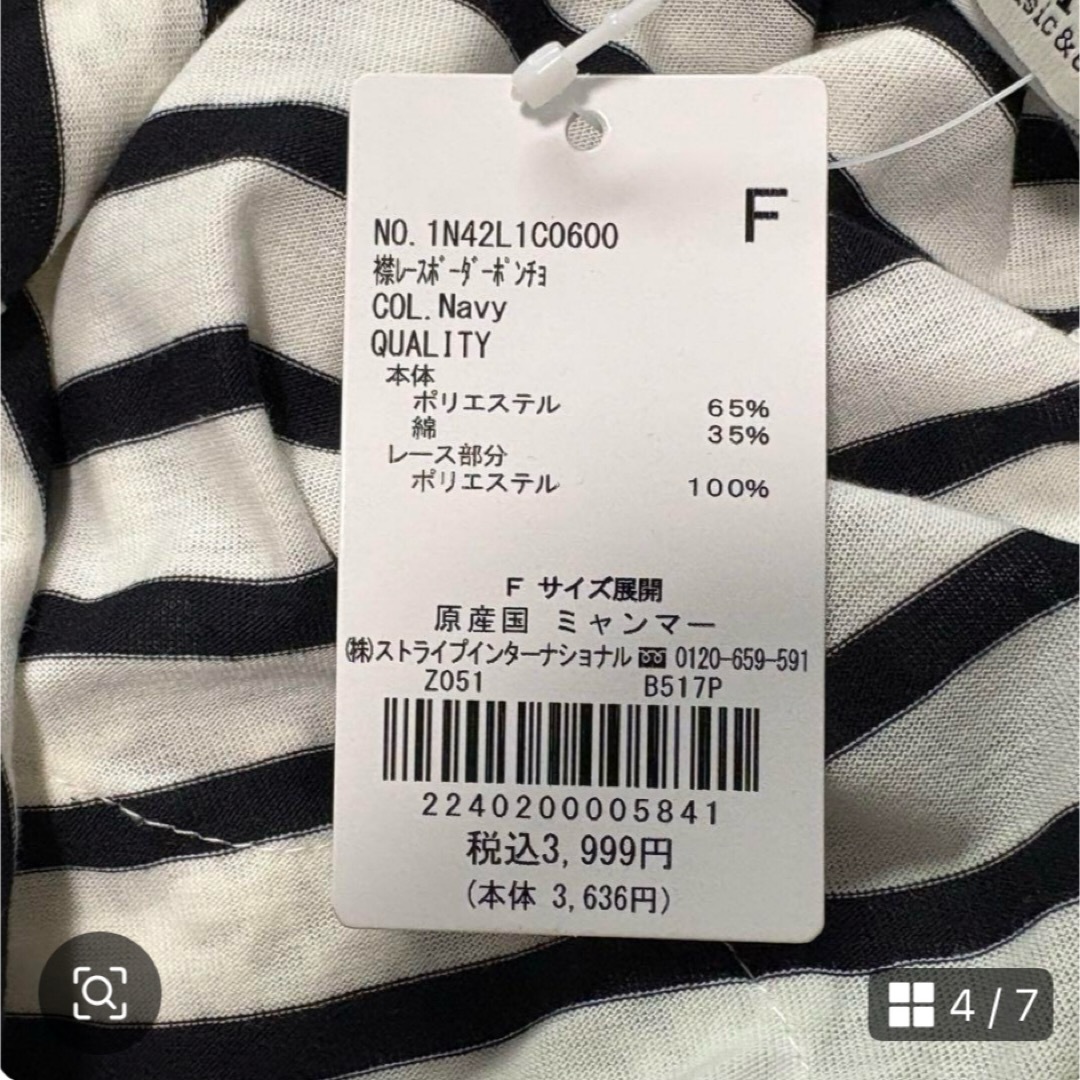 sic&
F
NO. 1N42L1C0600
襟ﾚｰｽﾎﾞｰﾀﾞｰﾎﾟﾝﾁｮ
COL.Navy
QUALITY
本体
ポリエステル 65%
綿 35%
レース部分
ポリエステル 100%
F サイズ展開
原産国 ミャンマー
㈱ストライプインターナショナル 0120-659-591
Z051 B517P
2240200005841
税込3,999円
(本体 3,636円)
4 / 7